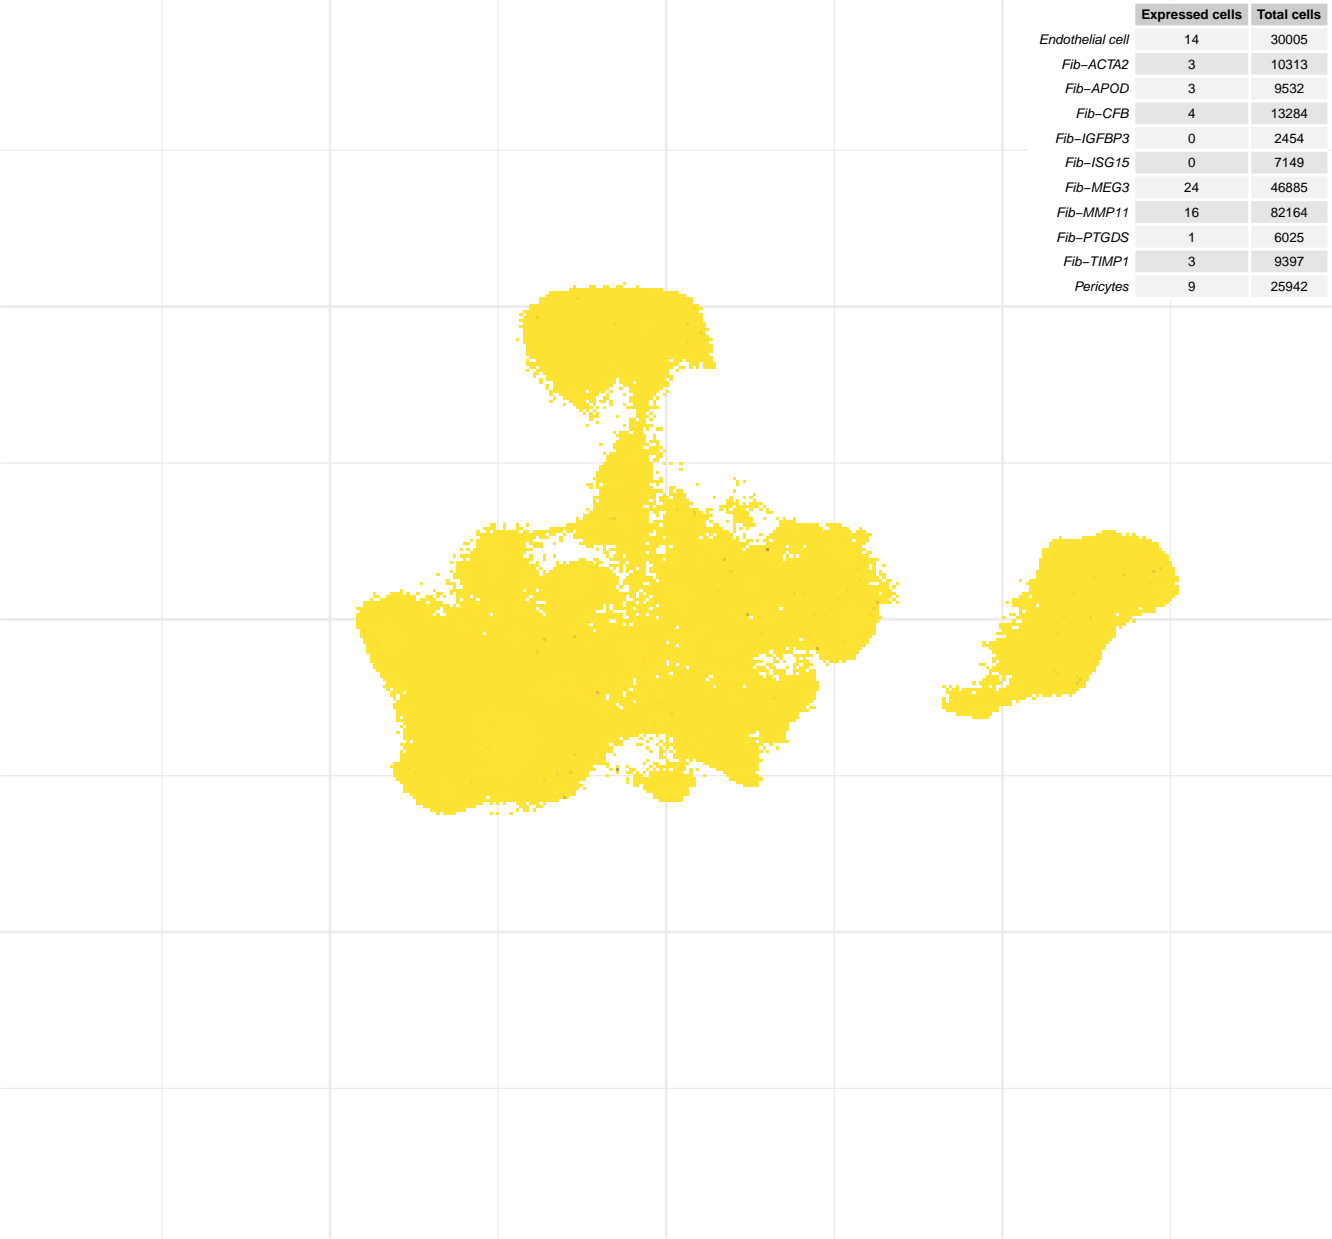 Expressed cells Total cells
Endothelial cell 14 30005
Fib−ACTA2 3 10313
Fib−APOD 3 9532
Fib−CFB 4 13284
Fib−IGFBP3 0 2454
Fib−ISG15 0 7149
Fib−MEG3 24 46885
Fib−MMP11 16 82164
Fib−PTGDS 1 6025
Fib−TIMP1 3 9397
Pericytes 9 25942